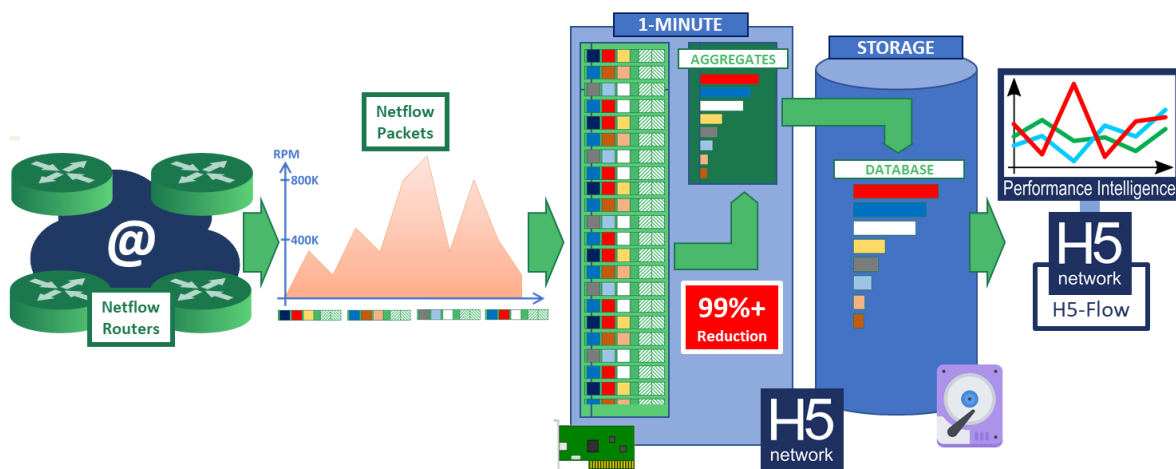 1-MINUTE
STORAGE
AGGREGATES
Netflow
Packets
RPM
800K
400K
@
Netflow
Routers
99%+
Reduction
DATABASE
Performance Intelligence
H5
network
H5-Flow
H5
network